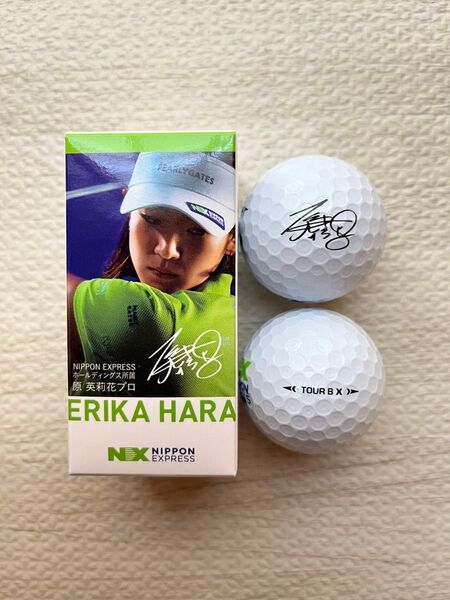 PEARLY GATES
NIPPON EXPRESS
ホールディングス所属
原 英莉花プロ
ERIKA HARA
NX NIPPON
EXPRESS
TOUR B X